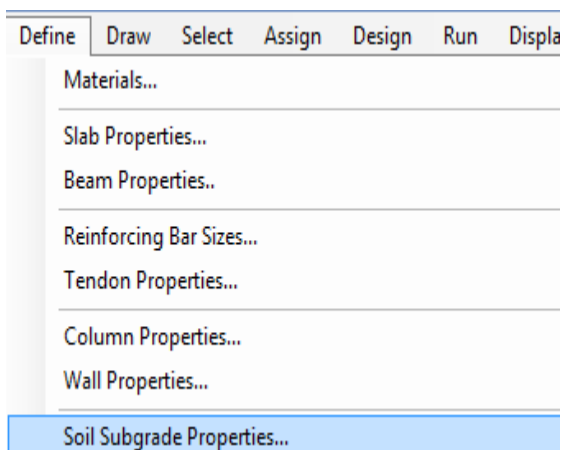 Define Draw Select Assign Design Run Displa
Materials...
Slab Properties...
Beam Properties..
Reinforcing Bar Sizes...
Tendon Properties...
Column Properties...
Wall Properties...
Soil Subgrade Properties...